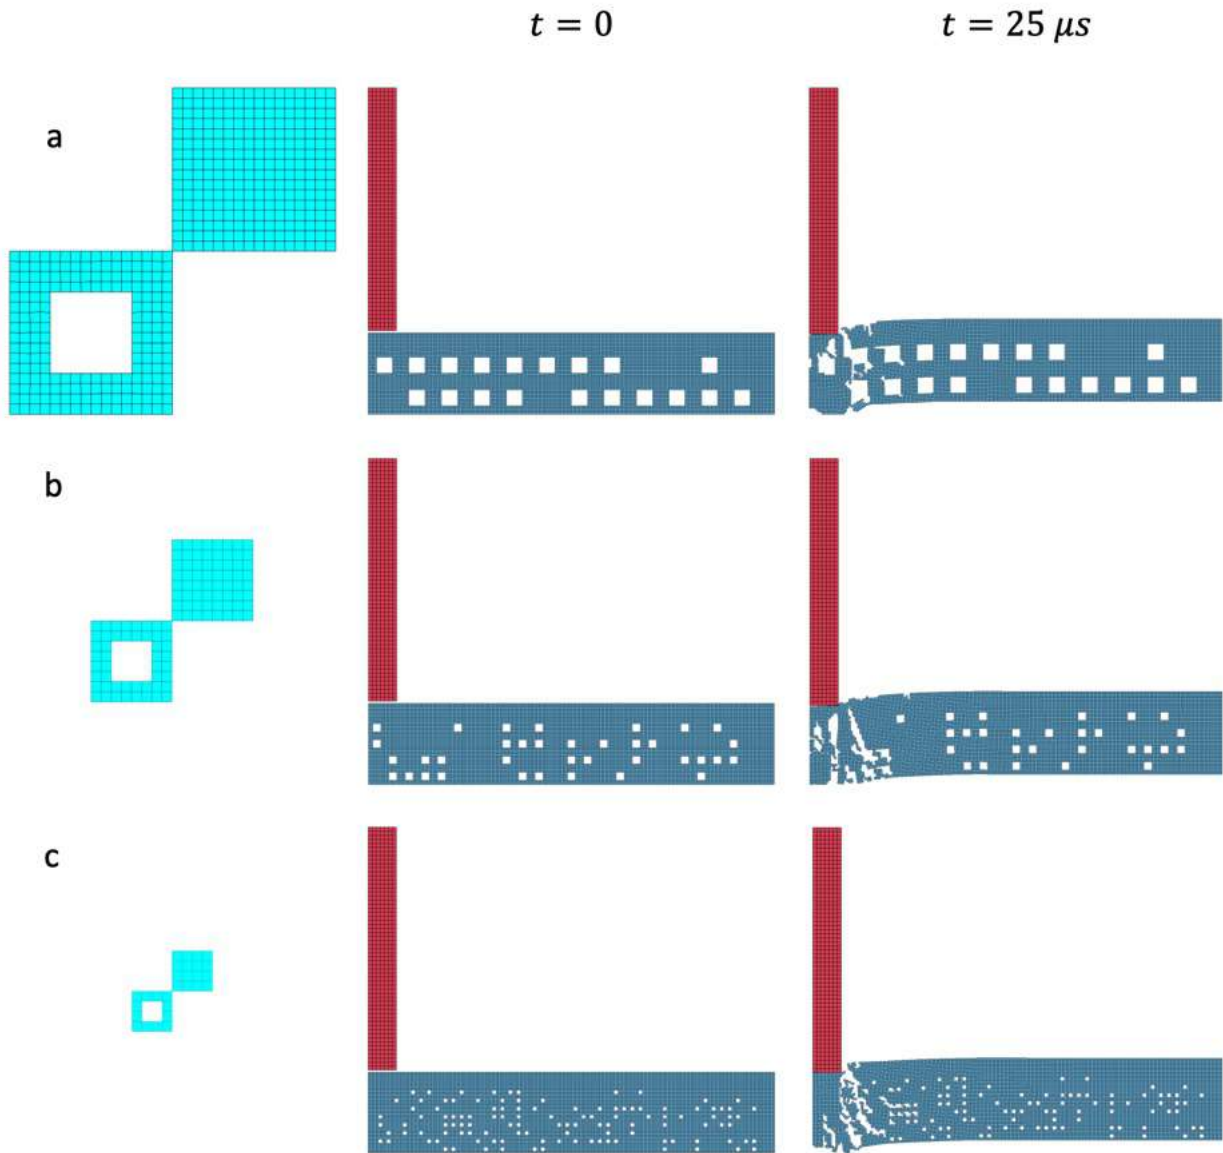 t = 0
t = 25 μs
a
b
c